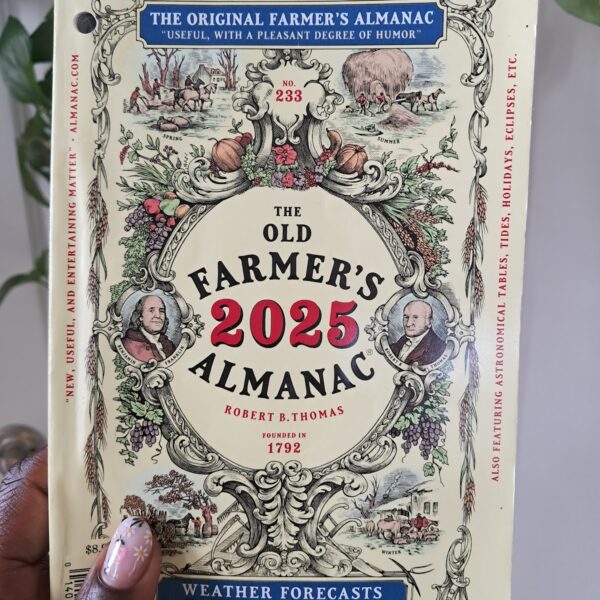 THE ORIGINAL FARMER'S ALMANAC
"USEFUL, WITH A PLEASANT DEGREE OF HUMOR"
NO.
233
SPRING
SUMMER
"NEW, USEFUL, AND ENTERTAINING MATTER" · ALMANAC.COM
ALSO FEATURING ASTRONOMICAL TABLES, TIDES, HOLIDAYS, ECLIPSES, ETC.
THE
OLD
FARMER'S
2025
ALMANAC®
BENJAMIN FRANKLIN
ROBERT B. THOMAS
FOUNDED IN
1792
WINTER
WEATHER FORECASTS